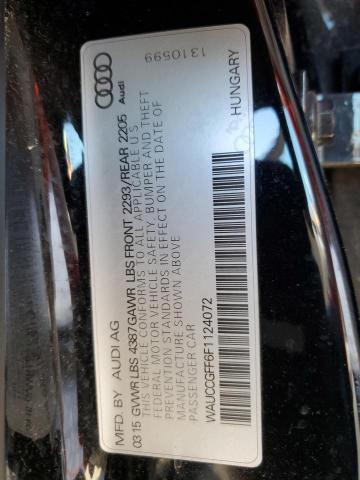 1310599
Audi
MFD. BY AUDI AG
03 15 GVWR LBS 4387 GAWR LBS FRONT 2293/REAR 2205
THIS VEHICLE CONFORMS TO ALL APPLICABLE U.S.
FEDERAL MOTOR VEHICLE SAFETY, BUMPER AND THEFT
PREVENTION STANDARDS IN EFFECT ON THE DATE OF
MANUFACTURE SHOWN ABOVE
PASSENGER CAR
HUNGARY
WAUCCGFF6F1124072